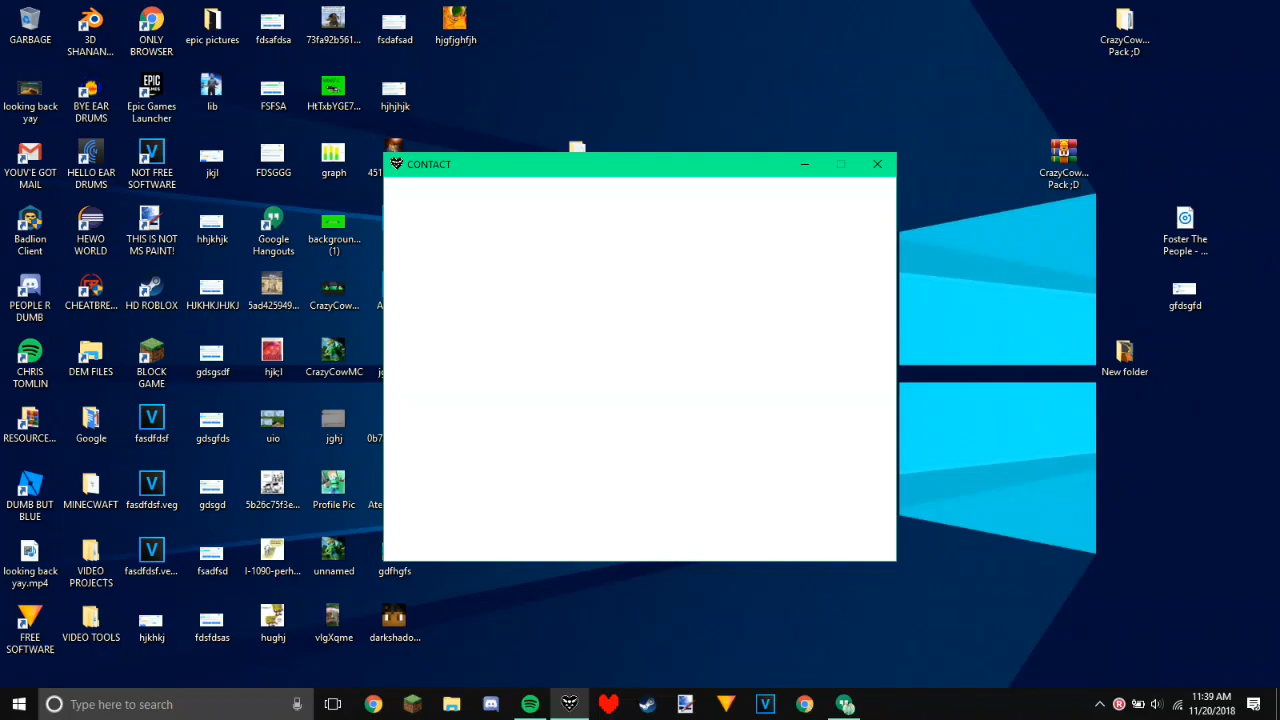 GARBAGE
3D
SHANAN...
ONLY
BROWSER
epic pictures
fdsafdsa
73fa92b561...
fsdafsad
hjgfjghfjh
CrazyCow...
Pack ;D
looking back
yay
BYE EAR
DRUMS
Epic Games
Launcher
lib
FSFSA
HtTxbYGE7...
hjhjhjk
YOUV'E GOT
MAIL
HELLO EAR
DRUMS
NOT FREE
SOFTWARE
jkjl
FDSGGG
graph
451
CONTACT
CrazyCow...
Pack ;D
Badlion
Client
HEWO
WORLD
THIS IS NOT
MS PAINT!
hhjkhjk
Google
Hangouts
backgroun...
(1)
Foster The
People - ...
PEOPLE R
DUMB
CHEATBRE...
HD ROBLOX
HJKHKJHJKJ
5ad425949...
CrazyCow...
gfdsgfd
CHRIS
TOMLIN
DEM FILES
BLOCK
GAME
gdsgsdf
hjk;l
CrazyCowMC
New folder
RESOURCE...
Google
fasdfdsf
gdsgfds
uio
jghj
0b7
DUMB BUT
BLUE
MINECWAFT
fasdfdsf.veg
gdsgd
5b26c75f3e...
Profile Pic
Ate
looking back
yay.mp4
VIDEO
PROJECTS
fasdfdsf.ve...
fsadfsd
I-1090-perh...
unnamed
gdfhgfs
FREE
SOFTWARE
VIDEO TOOLS
hjkhkj
fdsfdsas
hughj
vlgXqme
darkshado...
Type here to search
11:39 AM
11/20/2018